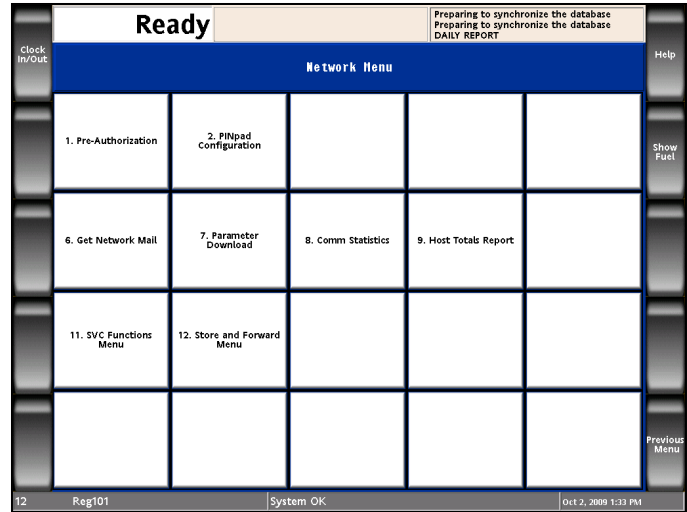 Ready
Preparing to synchronize the database
Preparing to synchronize the database
DAILY REPORT
Clock
In/Out
Network Menu
Help
1. Pre-Authorization
2. PINpad
Configuration
Show
Fuel
6. Get Network Mail
7. Parameter
Download
8. Comm Statistics
9. Host Totals Report
11. SVC Functions
Menu
12. Store and Forward
Menu
Previous
Menu
12
Reg101
System OK
Oct 2, 2009 1:33 PM